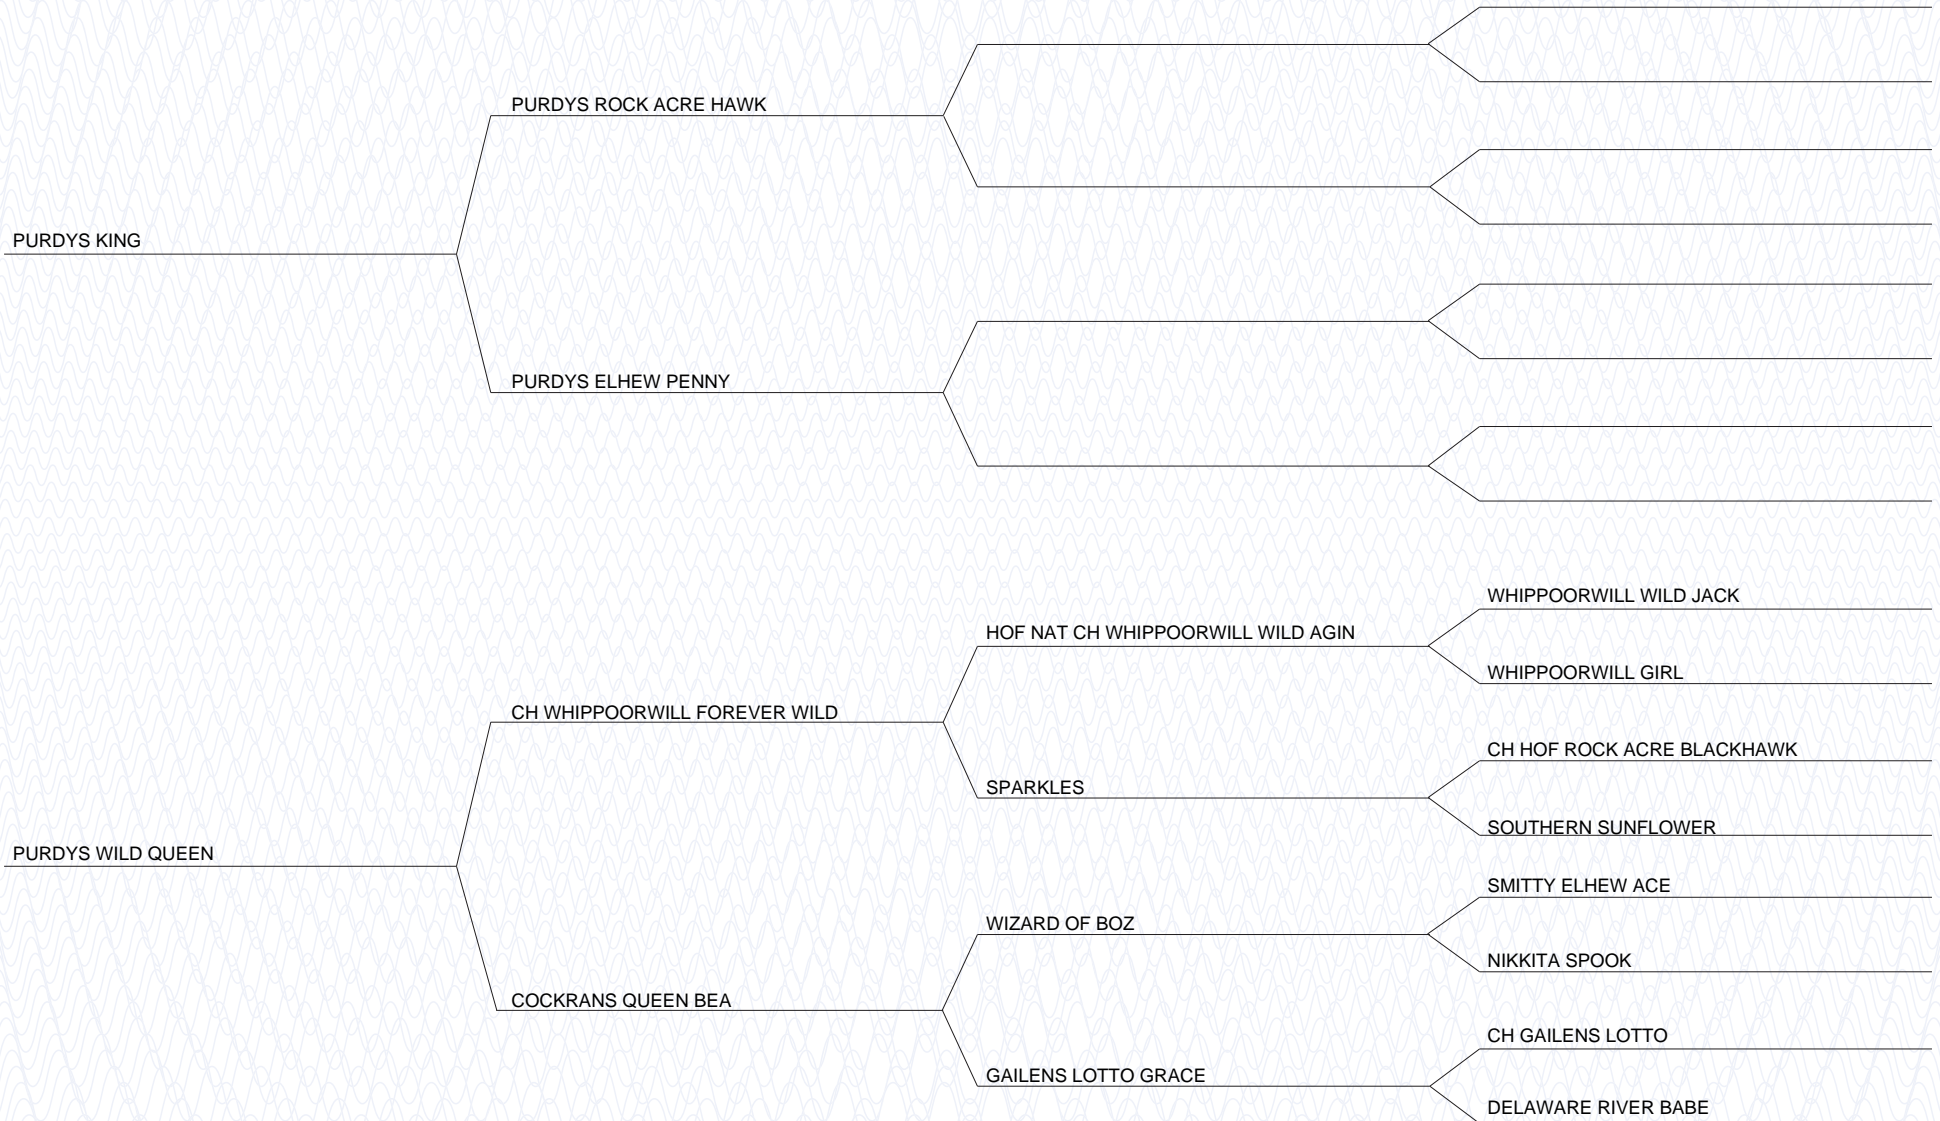 PURDYS ROCK ACRE HAWK
PURDYS KING
PURDYS ELHEW PENNY
WHIPPOORWILL WILD JACK
HOF NAT CH WHIPPOORWILL WILD AGIN
WHIPPOORWILL GIRL
CH WHIPPOORWILL FOREVER WILD
CH HOF ROCK ACRE BLACKHAWK
SPARKLES
SOUTHERN SUNFLOWER
PURDYS WILD QUEEN
SMITTY ELHEW ACE
WIZARD OF BOZ
NIKKITA SPOOK
COCKRANS QUEEN BEA
CH GAILENS LOTTO
GAILENS LOTTO GRACE
DELAWARE RIVER BABE